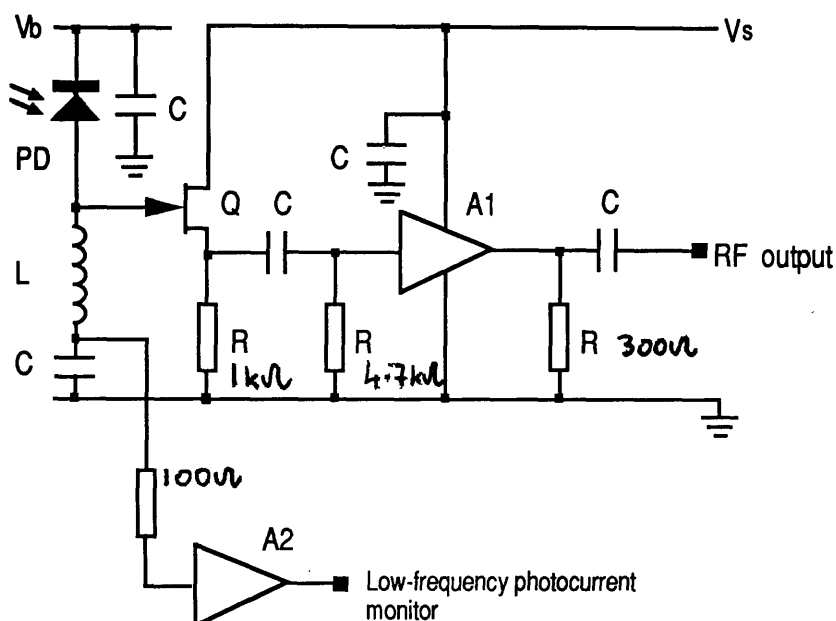 Vb
Vs
C
PD
Q
C
C
A1
C
RF output
L
C
R
1kΩ
R
4.7kΩ
R 300Ω
100Ω
A2
Low-frequency photocurrent
monitor